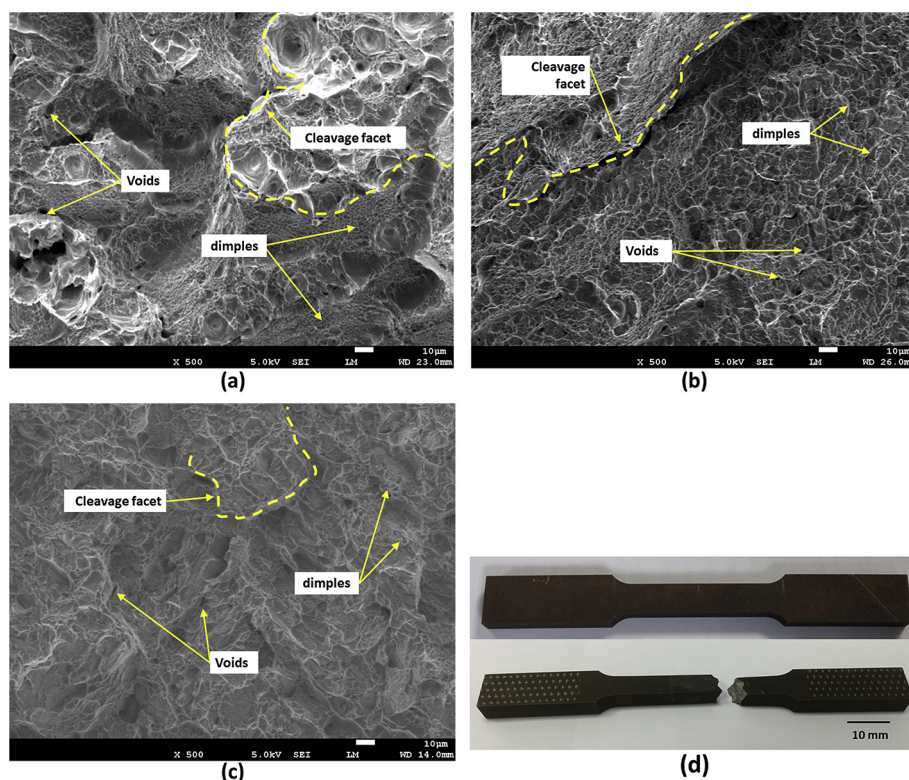 Cleavage facet
Voids
dimples
10μm
X 500 5.0kV SEI LM WD 23.0mm
(a)
Cleavage
facet
dimples
Voids
10μm
X 500 5.0kV SEI LM WD 26.0m
(b)
Cleavage facet
dimples
Voids
10μm
X 500 5.0kV SEI LM WD 14.0mm
(c)
10 mm
(d)